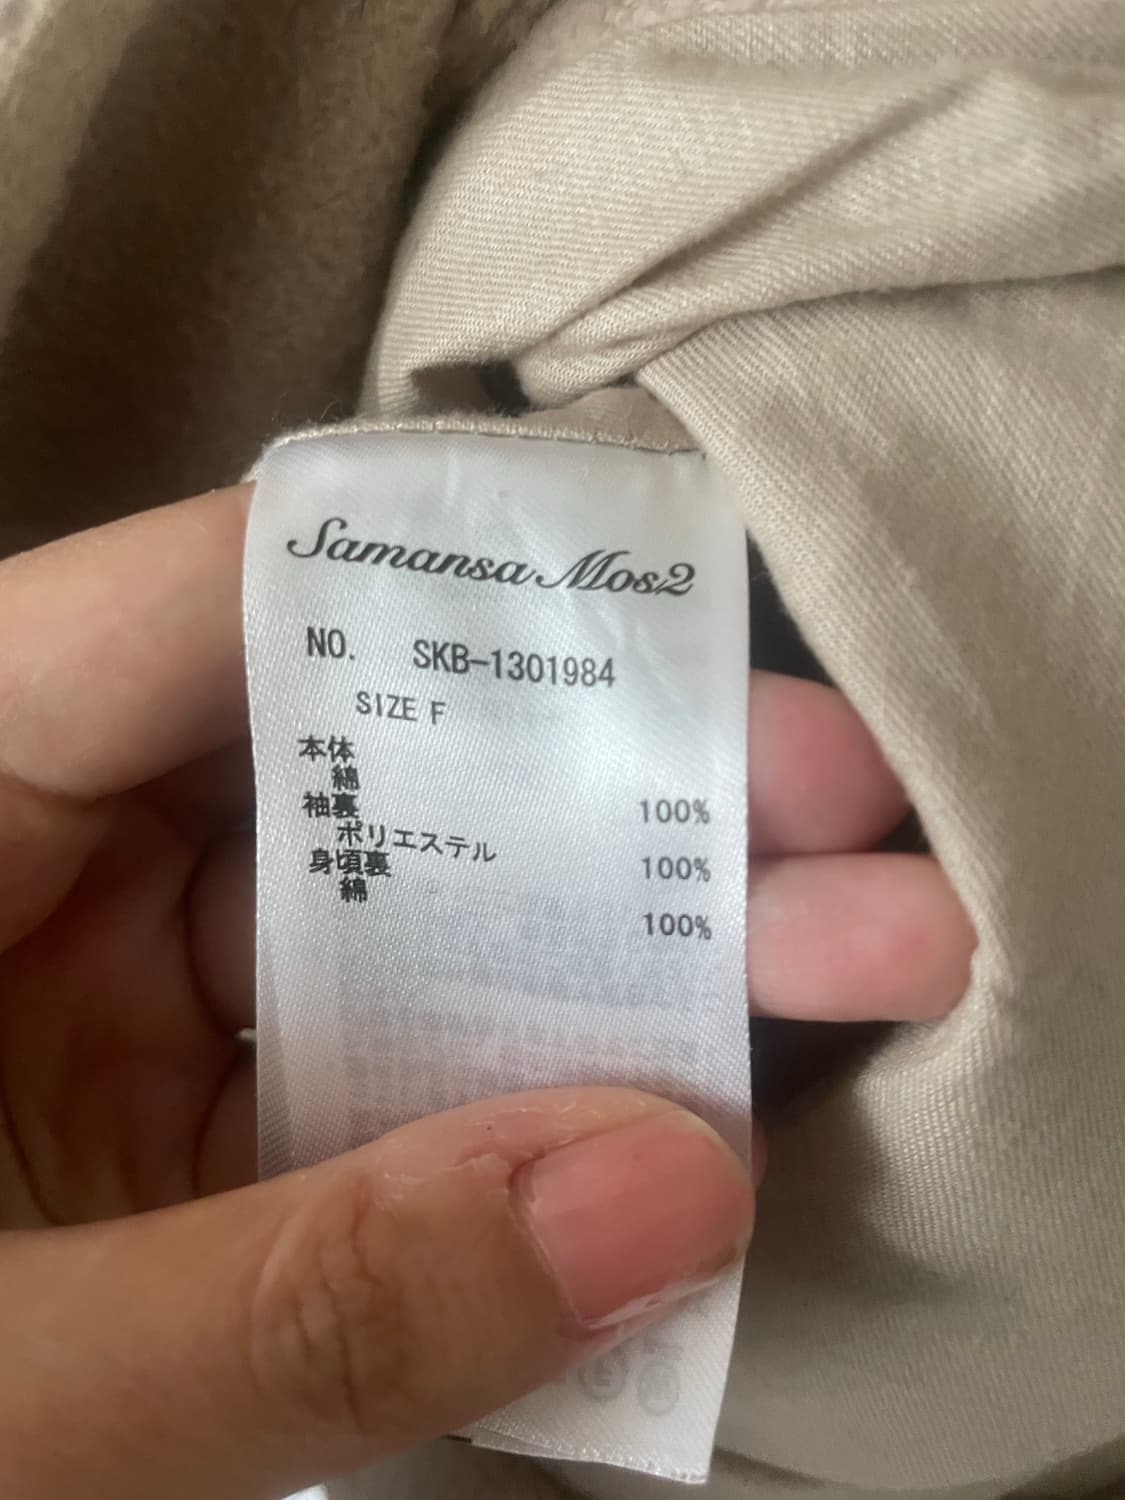 Samansa Mos2
NO. SKB-1301984
SIZE F
本体
綿 100%
袖裏
ポリエステル 100%
身頃裏
綿 100%